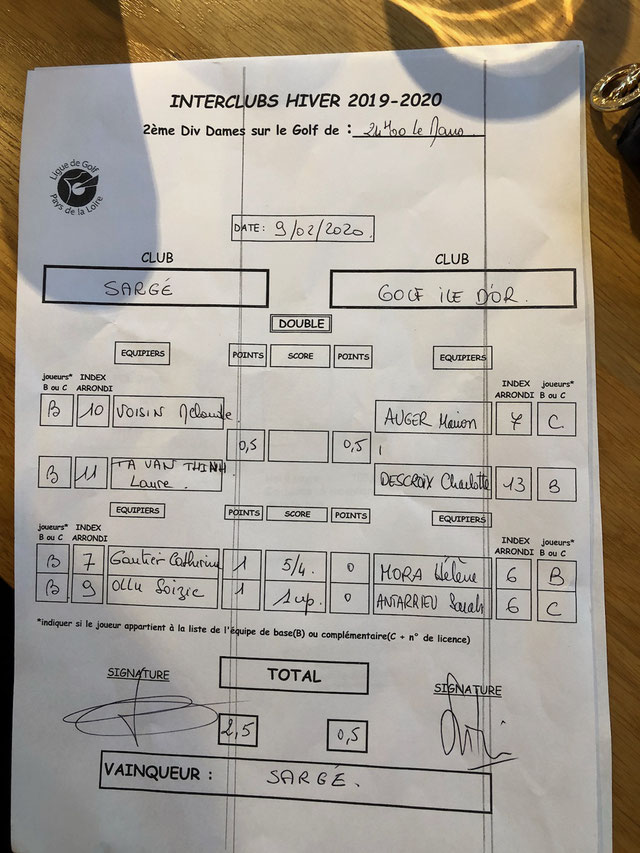 INTERCLUBS HIVER 2019-2020
2ème Div Dames sur le Golf de : 24H00 le Mans
Ligue de Golf
Pays de la Loire
DATE: 9/02/2020
CLUB CLUB
SARGÉ GOLF ILE D'OR.
DOUBLE
EQUIPIERS POINTS SCORE POINTS EQUIPIERS
joueurs* INDEX INDEX joueurs*
B ou C ARRONDI ARRONDI B ou C
B 10 VOISIN AUGER Marion 7 C
0,5 0,5
B 11 TA VAN THINH DESCROIX Charlotte 13 B
Laure
EQUIPIERS POINTS SCORE POINTS EQUIPIERS
joueurs* INDEX INDEX joueurs*
B ou C ARRONDI ARRONDI B ou C
B 7 Gautier Catherine 1 5/4. 0 MORA Hélène 6 B
B 9 OLLU Soizic 1 1up. 0 ANTARRIEU Sarah 6 C
*indiquer si le joueur appartient à la liste de l'équipe de base(B) ou complémentaire(C + n° de licence)
SIGNATURE TOTAL SIGNATURE
2,5 0,5
VAINQUEUR : SARGÉ.